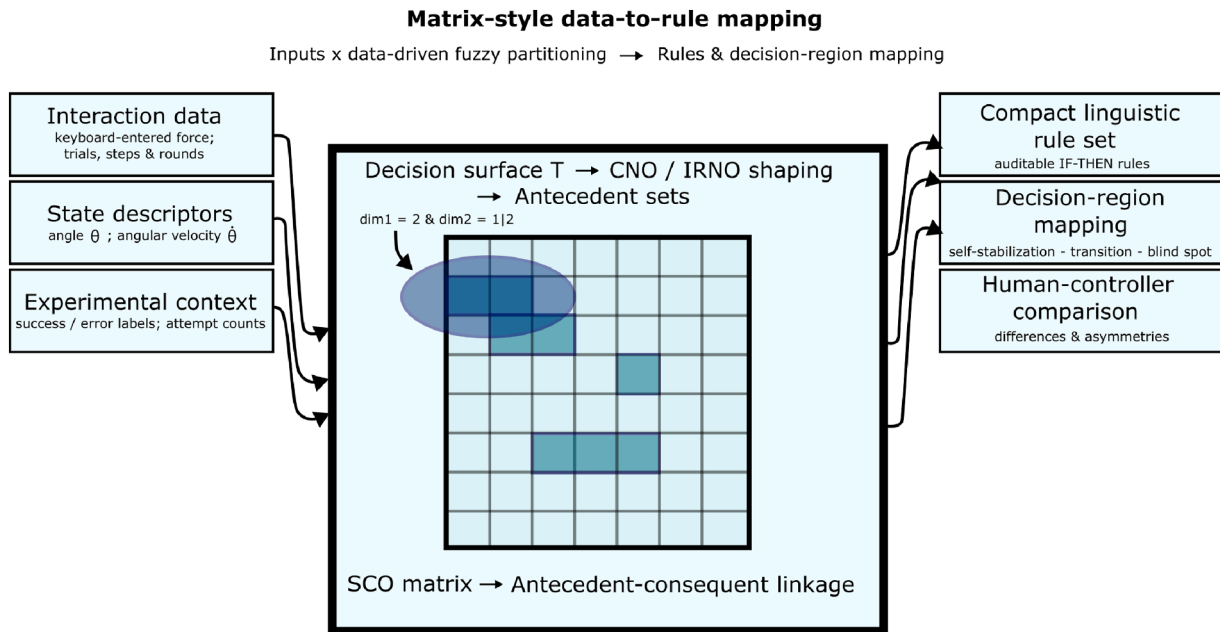 Matrix-style data-to-rule mapping
Inputs x data-driven fuzzy partitioning → Rules & decision-region mapping
Interaction data
keyboard-entered force;
trials, steps & rounds
State descriptors
angle θ ; angular velocity θ̇
Experimental context
success / error labels; attempt counts
Decision surface T → CNO / IRNO shaping
→ Antecedent sets
dim1 = 2 & dim2 = 1|2
SCO matrix → Antecedent-consequent linkage
Compact linguistic
rule set
auditable IF-THEN rules
Decision-region
mapping
self-stabilization - transition - blind spot
Human-controller
comparison
differences & asymmetries